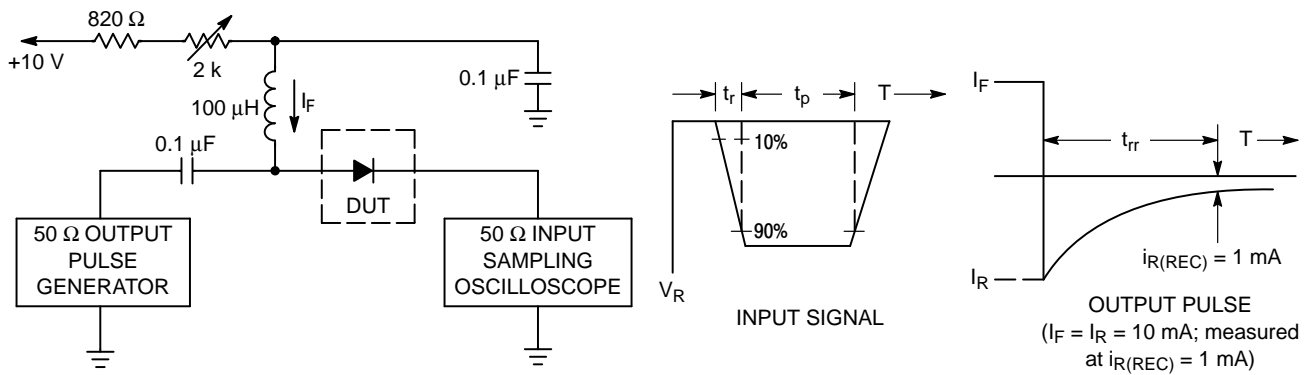 820 Ω
+10 V
2 k
100 μH
I_F
0.1 μF
0.1 μF
DUT
50 Ω OUTPUT
PULSE
GENERATOR
50 Ω INPUT
SAMPLING
OSCILLOSCOPE
t_r
t_p
T
10%
90%
V_R
INPUT SIGNAL
I_F
t_rr
T
I_R
i_R(REC) = 1 mA
OUTPUT PULSE
(I_F = I_R = 10 mA; measured
at i_R(REC) = 1 mA)